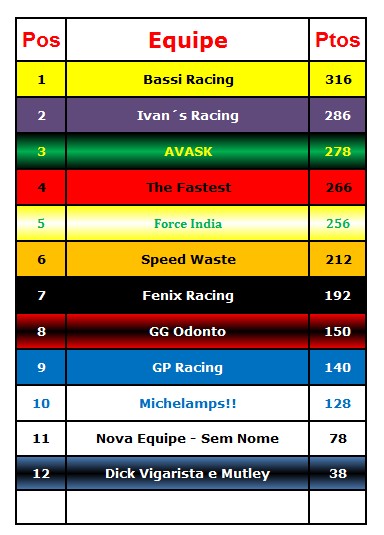 Pos Equipe Ptos
1 Bassi Racing 316
2 Ivan´s Racing 286
3 AVASK 278
4 The Fastest 266
5 Force India 256
6 Speed Waste 212
7 Fenix Racing 192
8 GG Odonto 150
9 GP Racing 140
10 Michelamps!! 128
11 Nova Equipe - Sem Nome 78
12 Dick Vigarista e Mutley 38